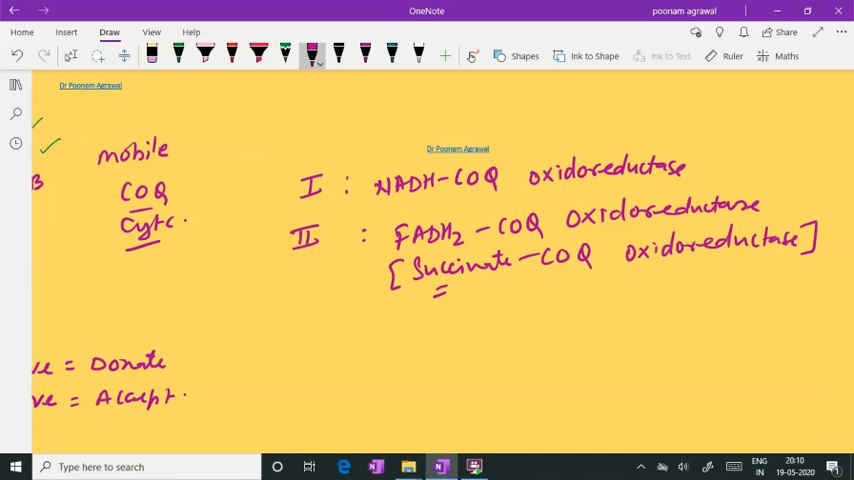 OneNote
poonam agrawal
Home Insert Draw View Help
Share
Shapes Ink to Shape Ink to Text Ruler Maths
Dr Poonam Agrawal
mobile
COQ
Cytc.
B
Dr Poonam Agrawal
I : NADH-COQ oxidoreductase
II : FADH2 - COQ oxidoreductase
[Succinate-COQ oxidoreductase]
ve = Donate
ve = Accept.
Type here to search
ENG
IN
20:10
19-05-2020
1